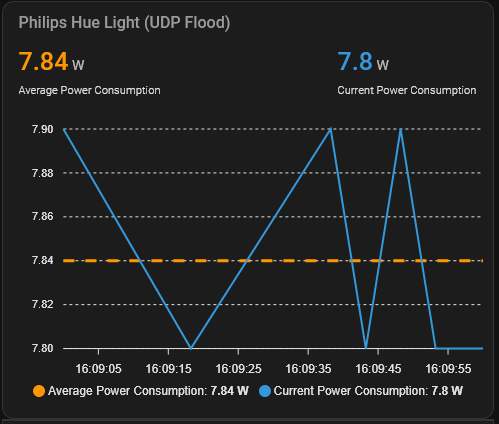 Philips Hue Light (UDP Flood)
7.84 W
7.8 W
Average Power Consumption
Current Power Consumption
7.90
7.88
7.86
7.84
7.82
7.80
16:09:05 16:09:15 16:09:25 16:09:35 16:09:45 16:09:55
Average Power Consumption: 7.84 W Current Power Consumption: 7.8 W